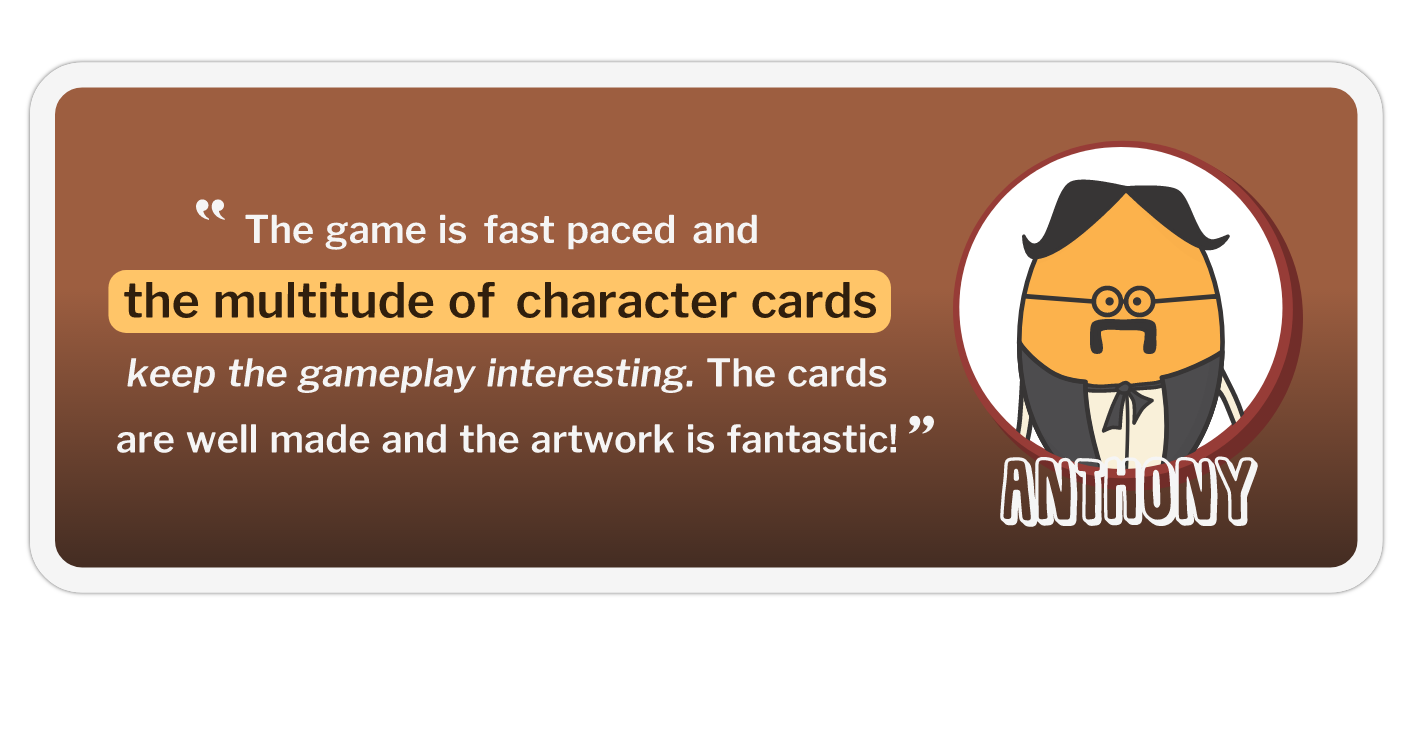 “ The game is fast paced and
the multitude of character cards
keep the gameplay interesting. The cards
are well made and the artwork is fantastic! ”
ANTHONY